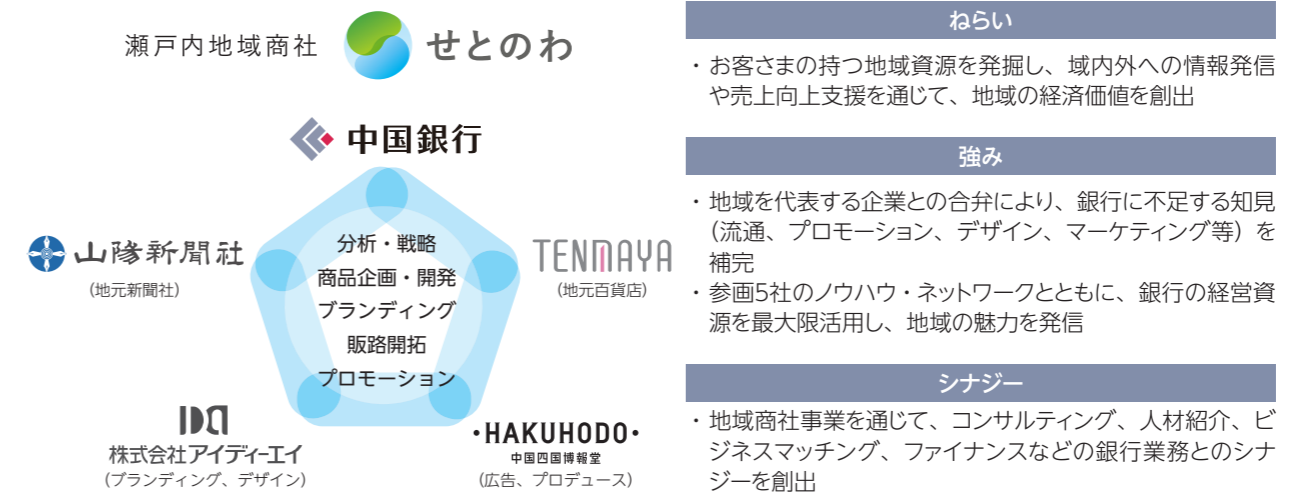 瀬戸内地域商社 せとのわ
中国銀行
山陽新聞社
(地元新聞社)
TENMAYA
(地元百貨店)
分析・戦略
商品企画・開発
ブランディング
販路開拓
プロモーション
株式会社アイディーエイ
(ブランディング、デザイン)
・HAKUHODO・
中国四国博報堂
(広告、プロデュース)
ねらい
・お客さまの持つ地域資源を発掘し、域内外への情報発信
や売上向上支援を通じて、地域の経済価値を創出
強み
・地域を代表する企業との合弁により、銀行に不足する知見
(流通、プロモーション、デザイン、マーケティング等)を
補完
・参画5社のノウハウ・ネットワークとともに、銀行の経営資
源を最大限活用し、地域の魅力を発信
シナジー
・地域商社事業を通じて、コンサルティング、人材紹介、ビ
ジネスマッチング、ファイナンスなどの銀行業務とのシナ
ジーを創出